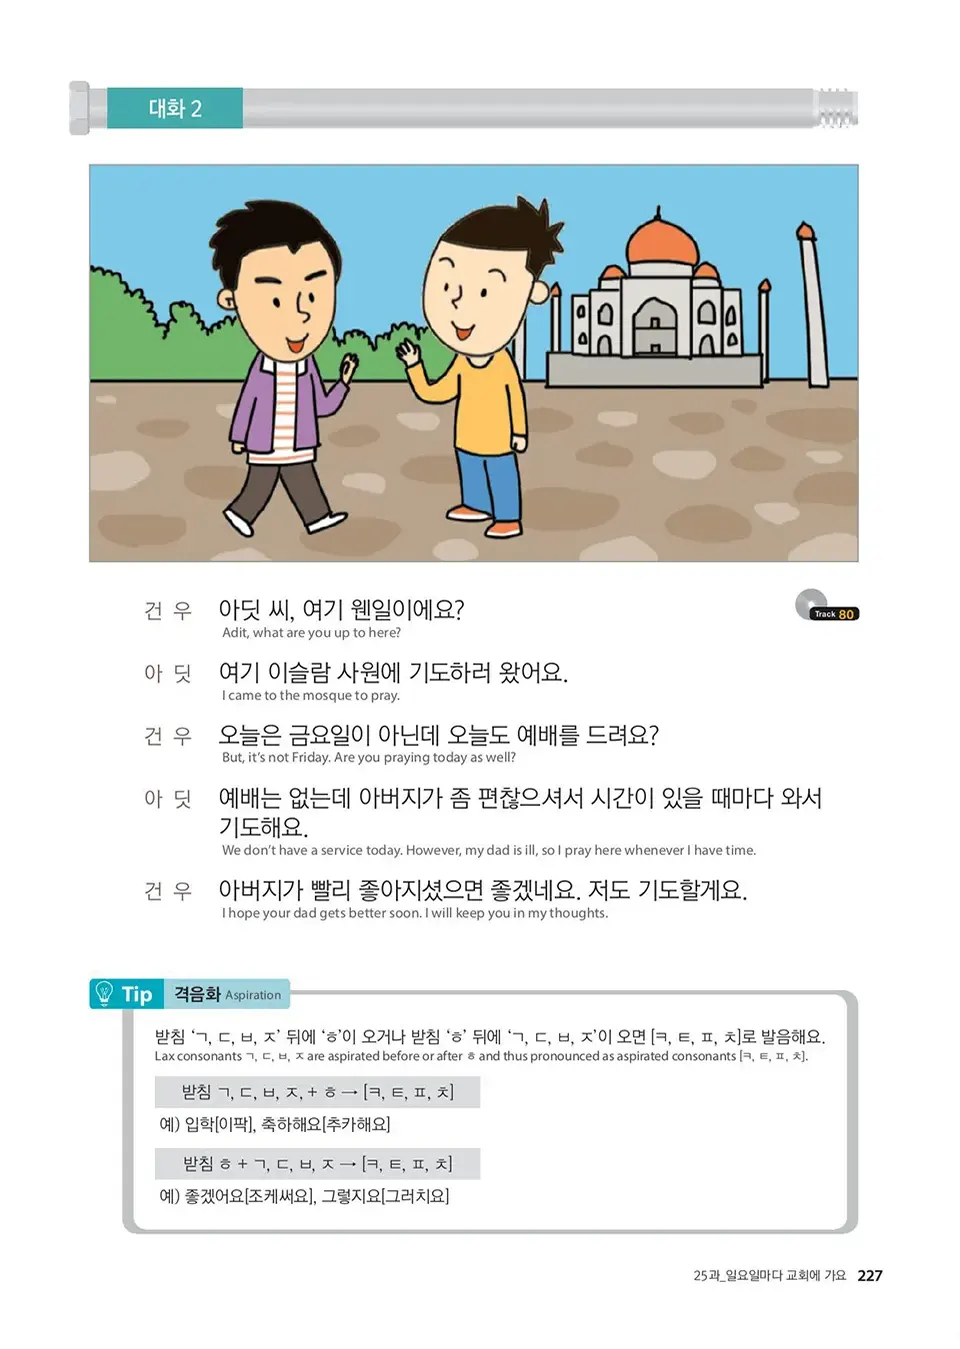 대화 2
건 우 아딧 씨, 여기 웬일이에요?
Adit, what are you up to here?
Track 80
아 딧 여기 이슬람 사원에 기도하러 왔어요.
I came to the mosque to pray.
건 우 오늘은 금요일이 아닌데 오늘도 예배를 드려요?
But, it's not Friday. Are you praying today as well?
아 딧 예배는 없는데 아버지가 좀 편찮으셔서 시간이 있을 때마다 와서
기도해요.
We don't have a service today. However, my dad is ill, so I pray here whenever I have time.
건 우 아버지가 빨리 좋아지셨으면 좋겠네요. 저도 기도할게요.
I hope your dad gets better soon. I will keep you in my thoughts.
Tip 격음화 Aspiration
받침 'ㄱ, ㄷ, ㅂ, ㅈ' 뒤에 'ㅎ'이 오거나 받침 'ㅎ' 뒤에 'ㄱ, ㄷ, ㅂ, ㅈ'이 오면 [ㅋ, ㅌ, ㅍ, ㅊ]로 발음해요.
Lax consonants ㄱ, ㄷ, ㅂ, ㅈ are aspirated before or after ㅎ and thus pronounced as aspirated consonants [ㅋ, ㅌ, ㅍ, ㅊ].
받침 ㄱ, ㄷ, ㅂ, ㅈ, + ㅎ → [ㅋ, ㅌ, ㅍ, ㅊ]
예) 입학[이팍], 축하해요[추카해요]
받침 ㅎ + ㄱ, ㄷ, ㅂ, ㅈ → [ㅋ, ㅌ, ㅍ, ㅊ]
예) 좋겠어요[조케써요], 그렇지요[그러치요]
25과_일요일마다 교회에 가요 227